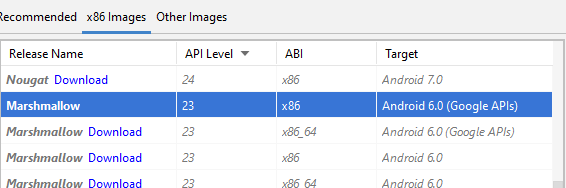 Recommended x86 Images Other Images
Release Name API Level ABI Target
Nougat Download 24 x86 Android 7.0
Marshmallow 23 x86 Android 6.0 (Google APIs)
Marshmallow Download 23 x86_64 Android 6.0 (Google APIs)
Marshmallow Download 23 x86 Android 6.0
Marshmallow Download 23 x86_64 Android 6.0